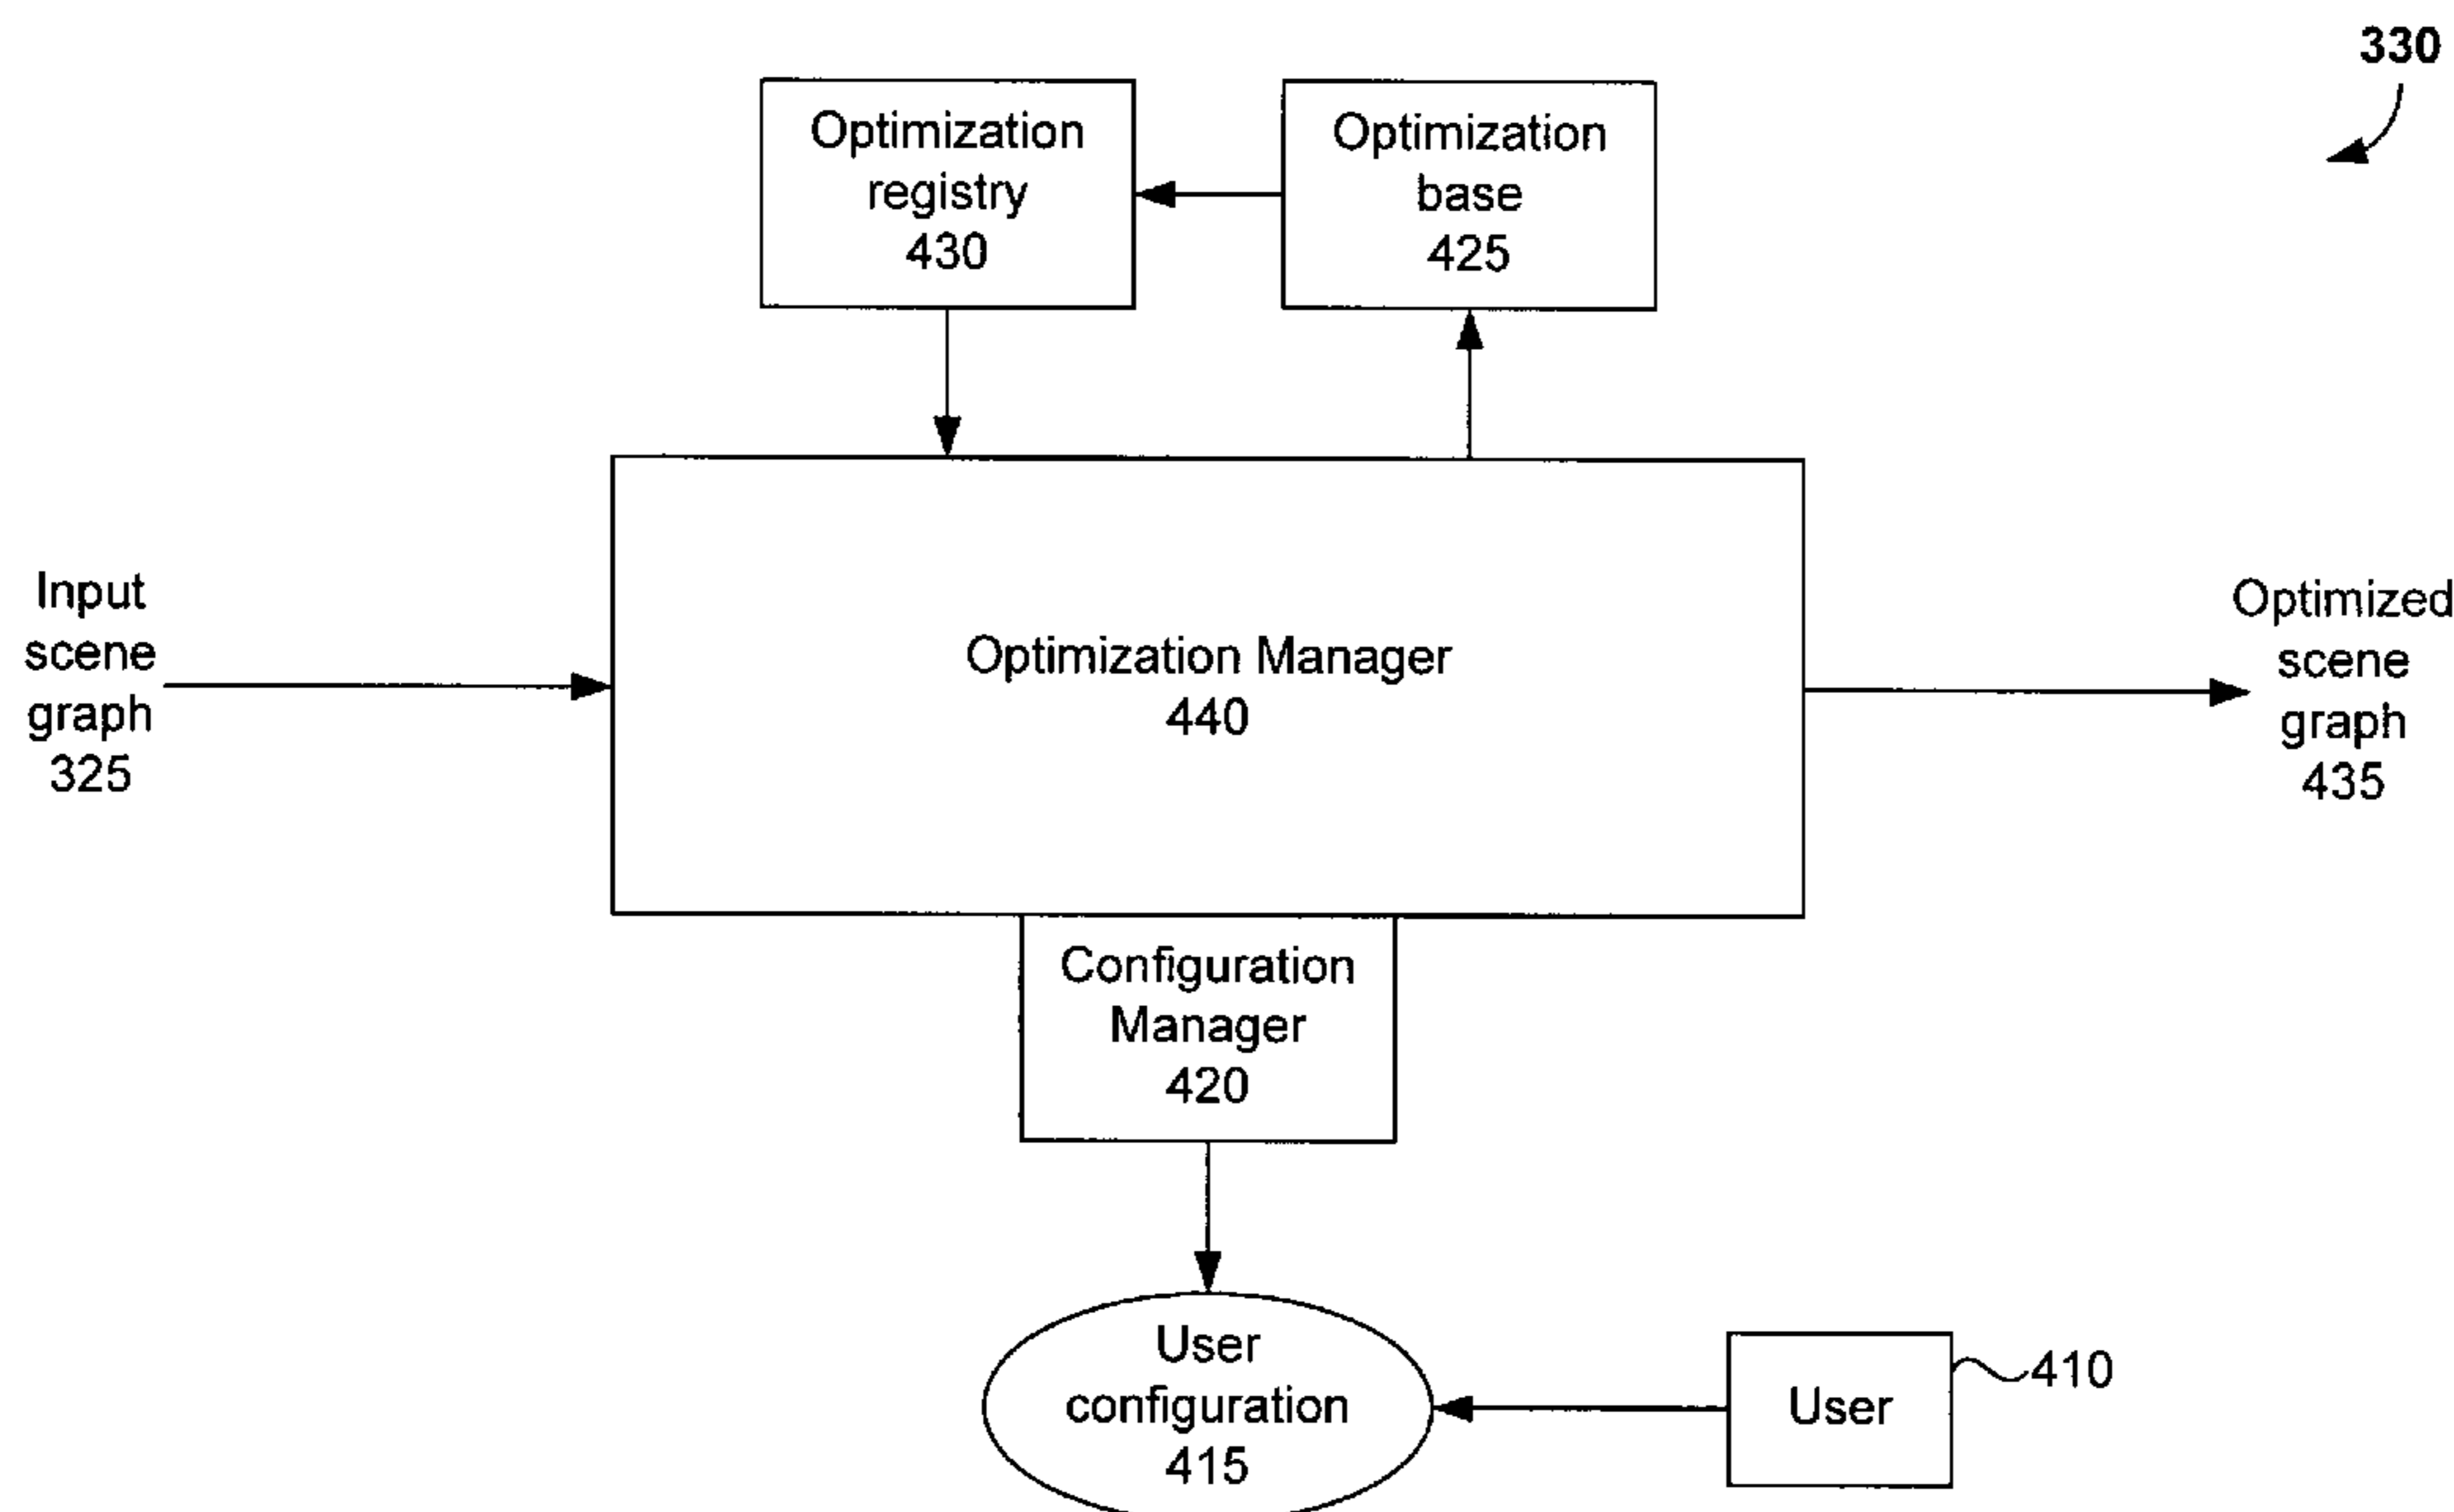 330
Optimization
registry
430
Optimization
base
425
Input
scene
graph
325
Optimization Manager
440
Optimized
scene
graph
435
Configuration
Manager
420
User
configuration
415
User
410